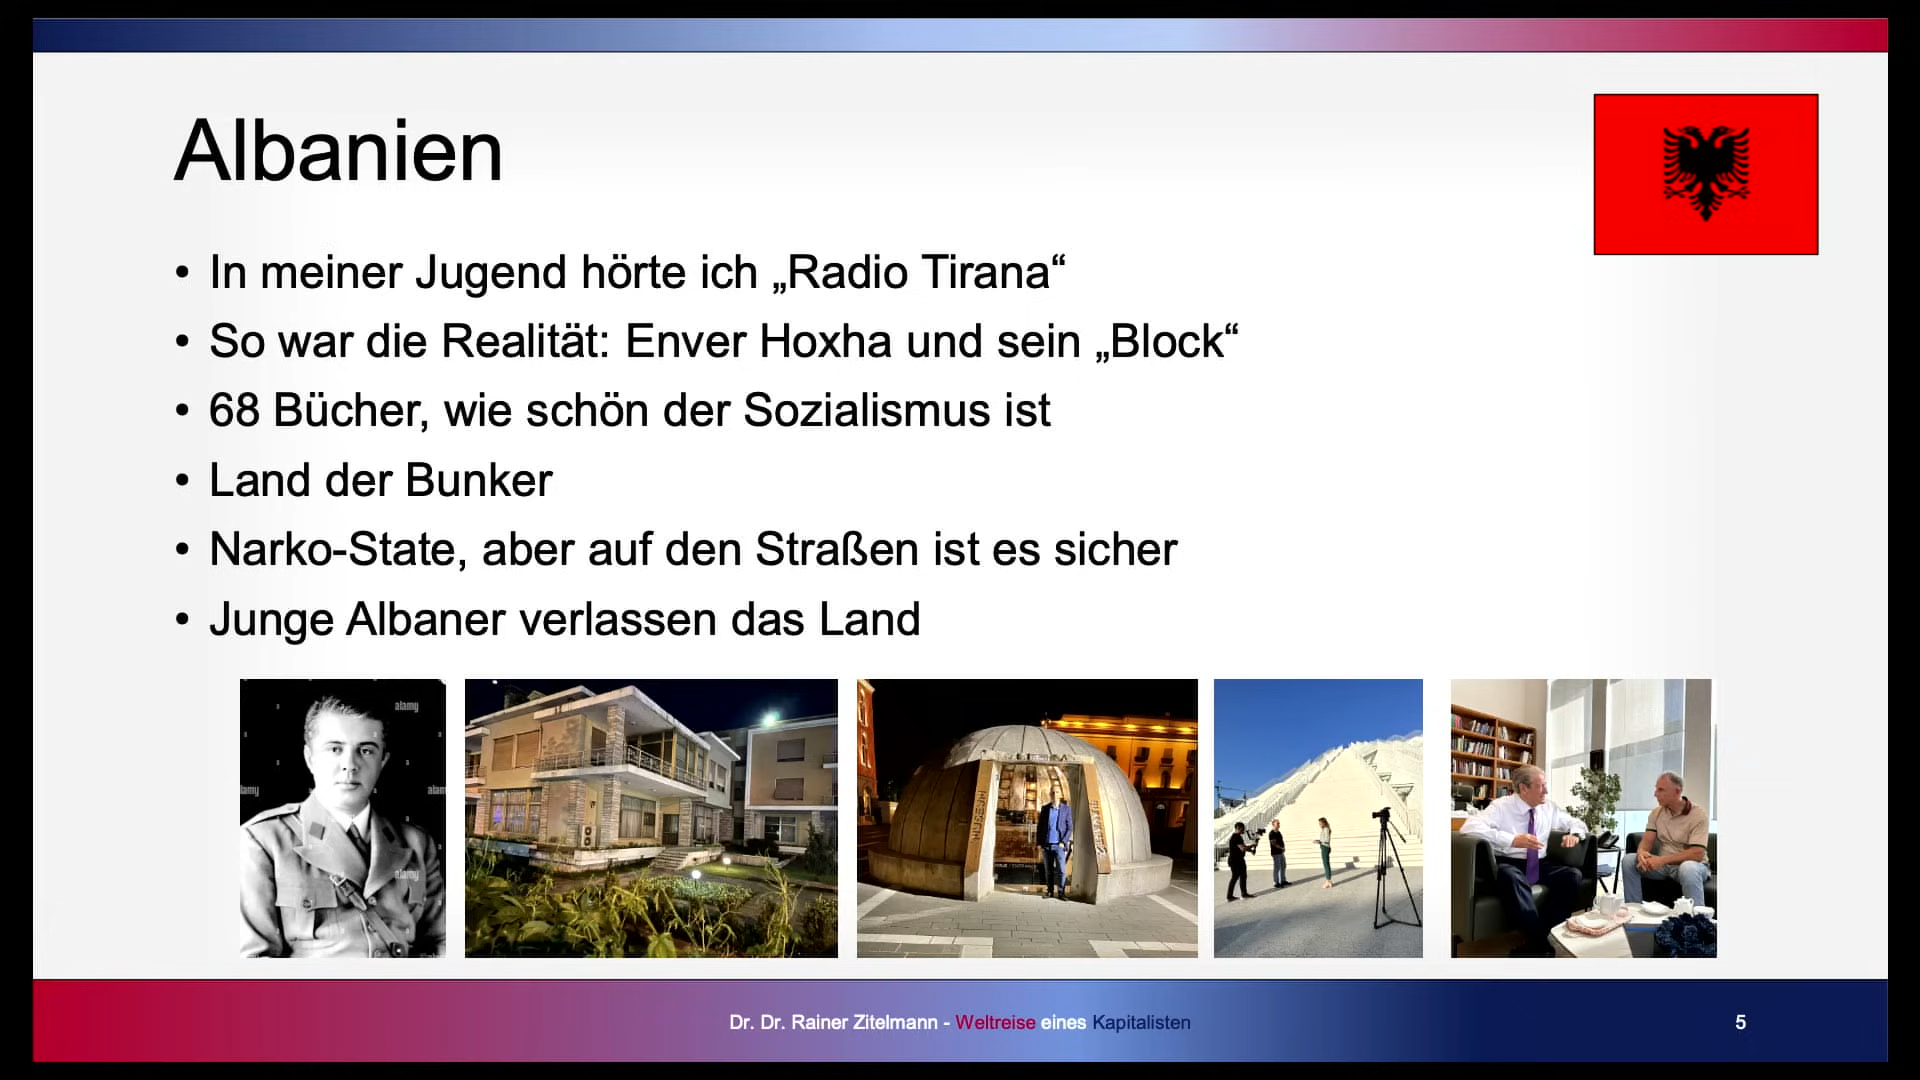 Albanien
• In meiner Jugend hörte ich „Radio Tirana“
• So war die Realität: Enver Hoxha und sein „Block“
• 68 Bücher, wie schön der Sozialismus ist
• Land der Bunker
• Narko-State, aber auf den Straßen ist es sicher
• Junge Albaner verlassen das Land
alamy
alamy
Dr. Dr. Rainer Zitelmann - Weltreise eines Kapitalisten
5